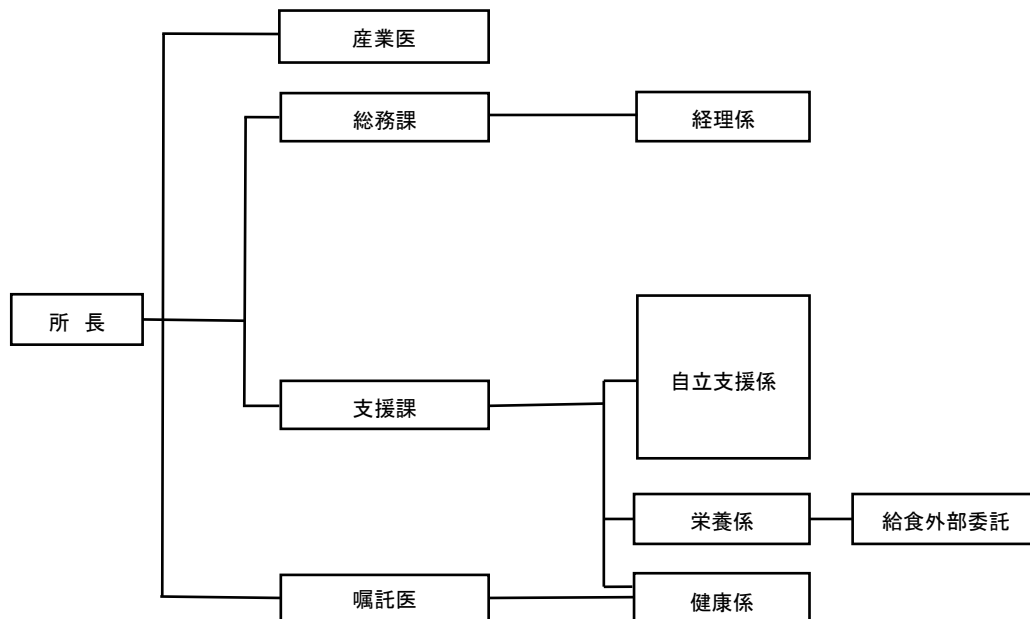 産業医
総務課
経理係
所 長
自立支援係
支援課
栄養係
給食外部委託
嘱託医
健康係